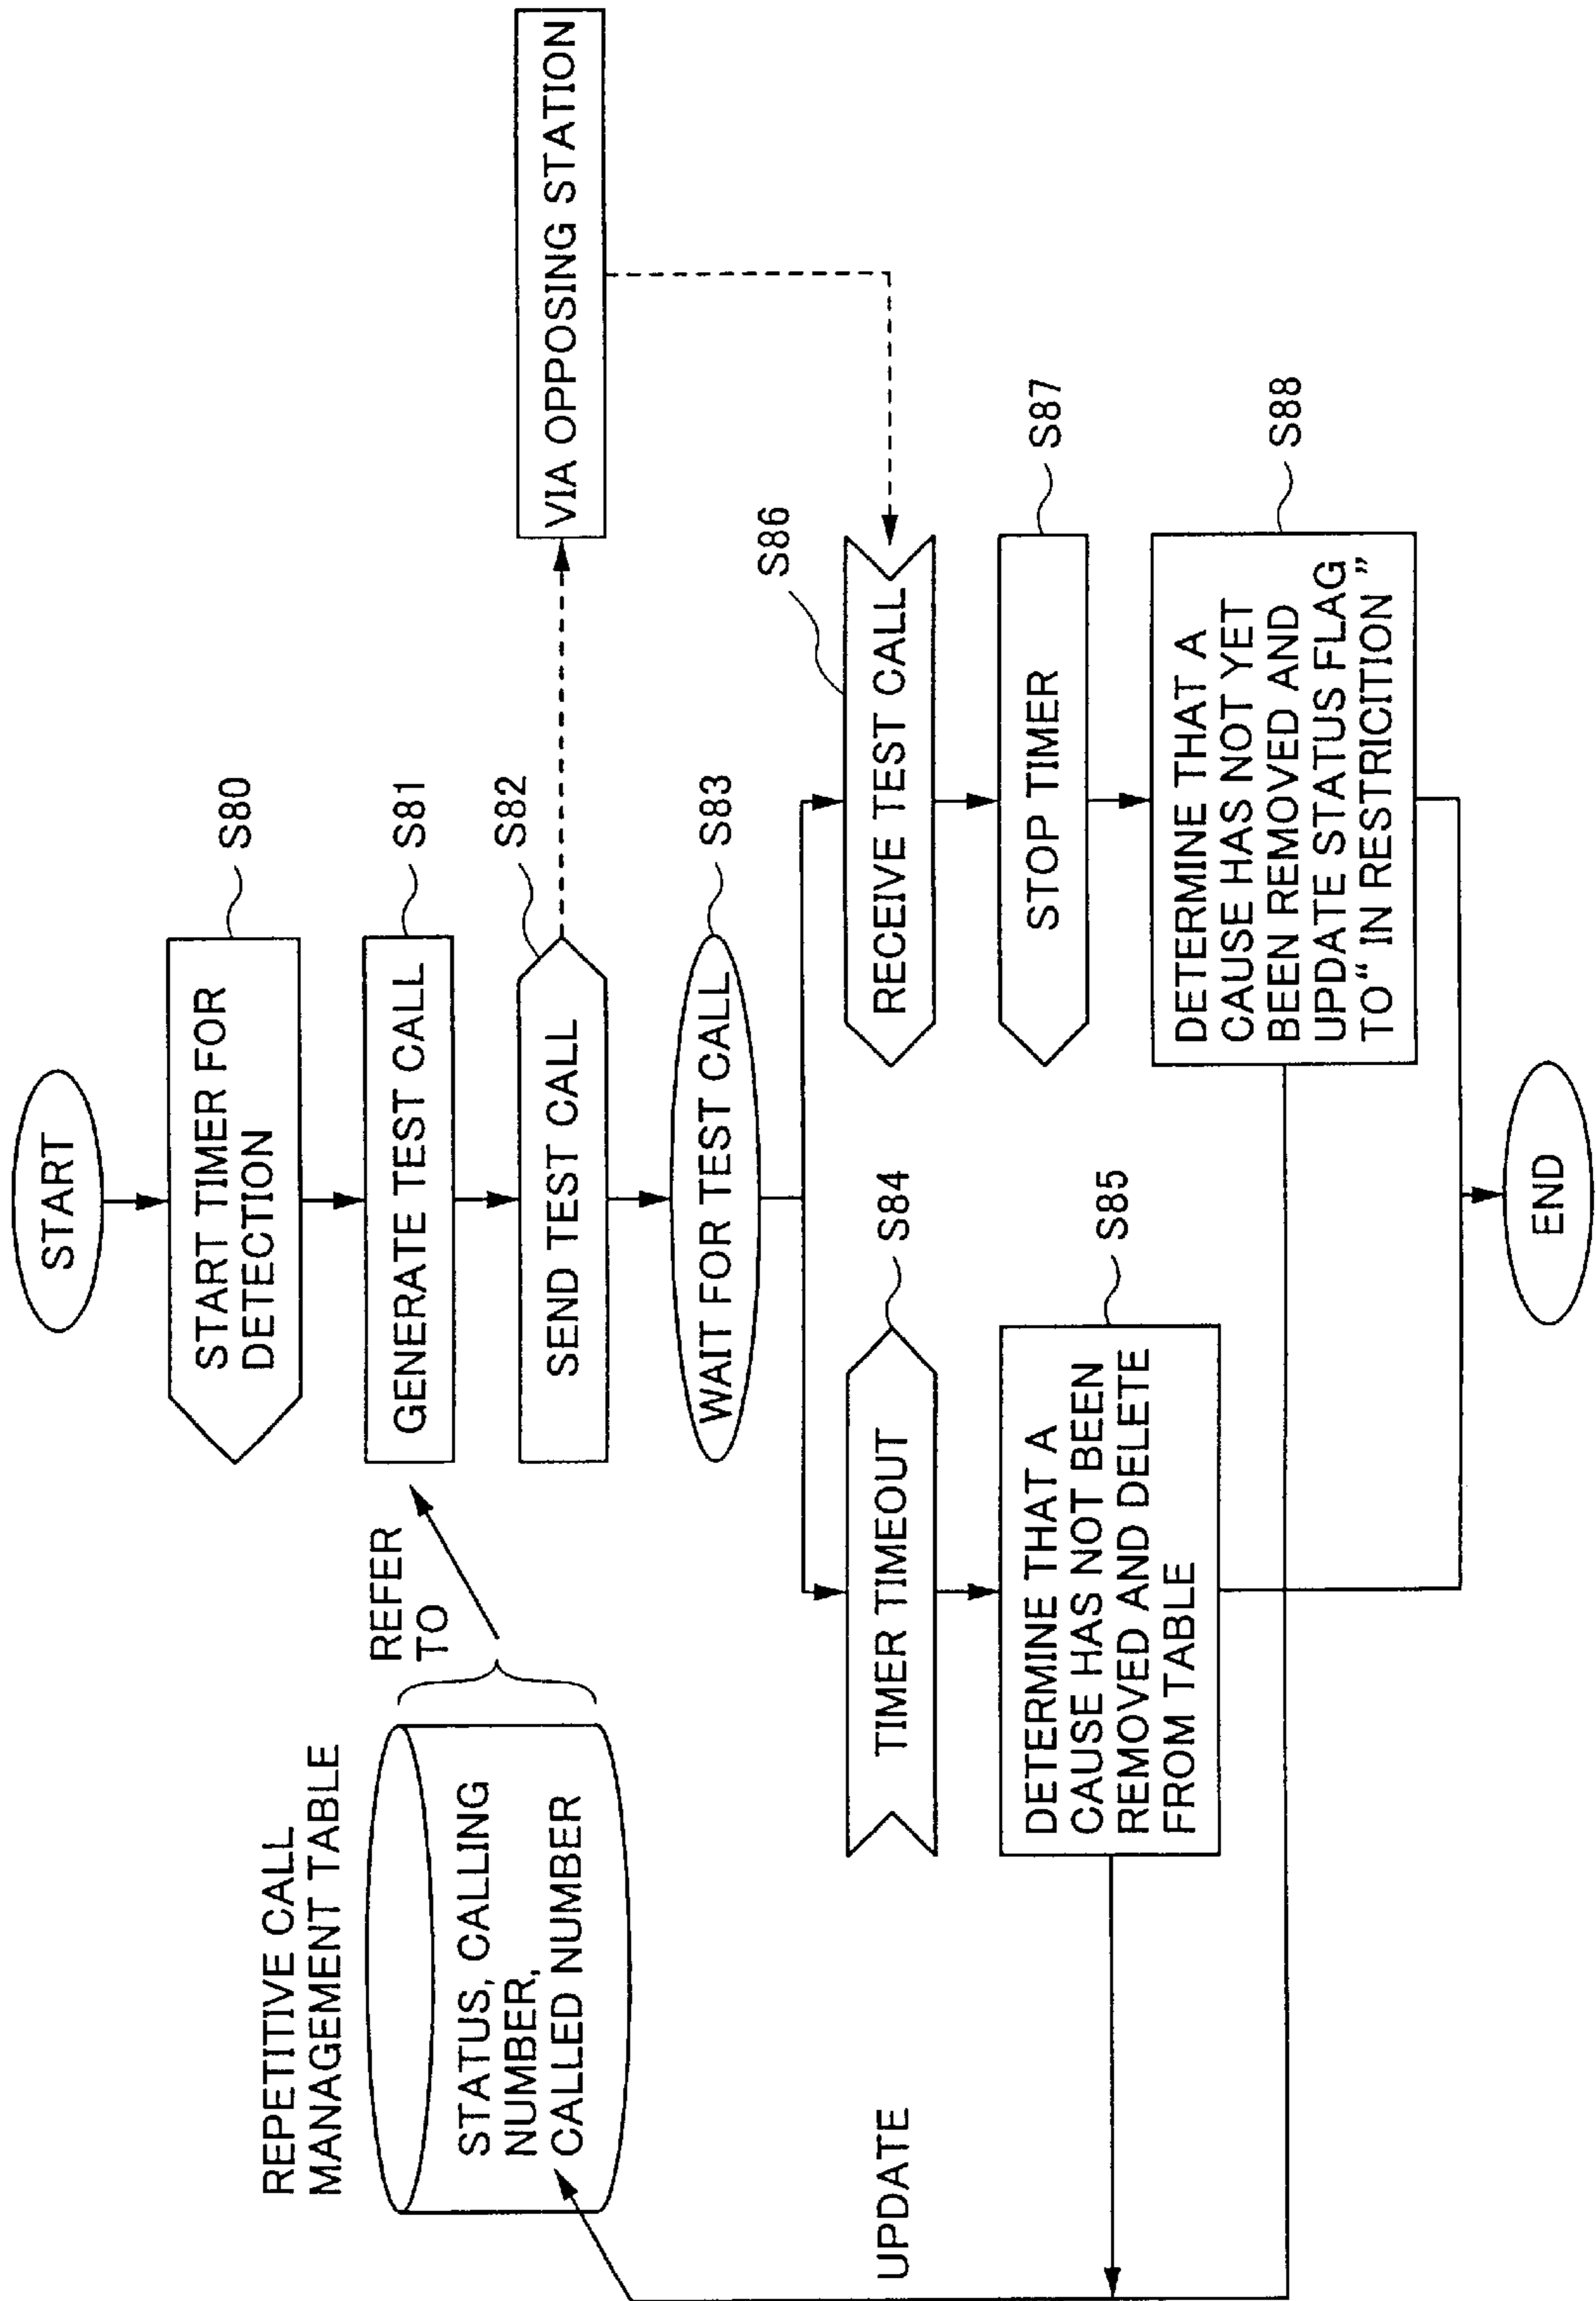 START
START TIMER FOR
DETECTION
S80
REPETITIVE CALL
MANAGEMENT TABLE
STATUS, CALLING
NUMBER,
CALLED NUMBER
REFER
TO
GENERATE TEST CALL
S81
SEND TEST CALL
S82
VIA OPPOSING STATION
WAIT FOR TEST CALL
S83
UPDATE
TIMER TIMEOUT
S84
RECEIVE TEST CALL
S86
DETERMINE THAT A
CAUSE HAS NOT BEEN
REMOVED AND DELETE
FROM TABLE
S85
STOP TIMER
S87
DETERMINE THAT A
CAUSE HAS NOT YET
BEEN REMOVED AND
UPDATE STATUS FLAG
TO“ IN RESTRICITION ”
S88
END